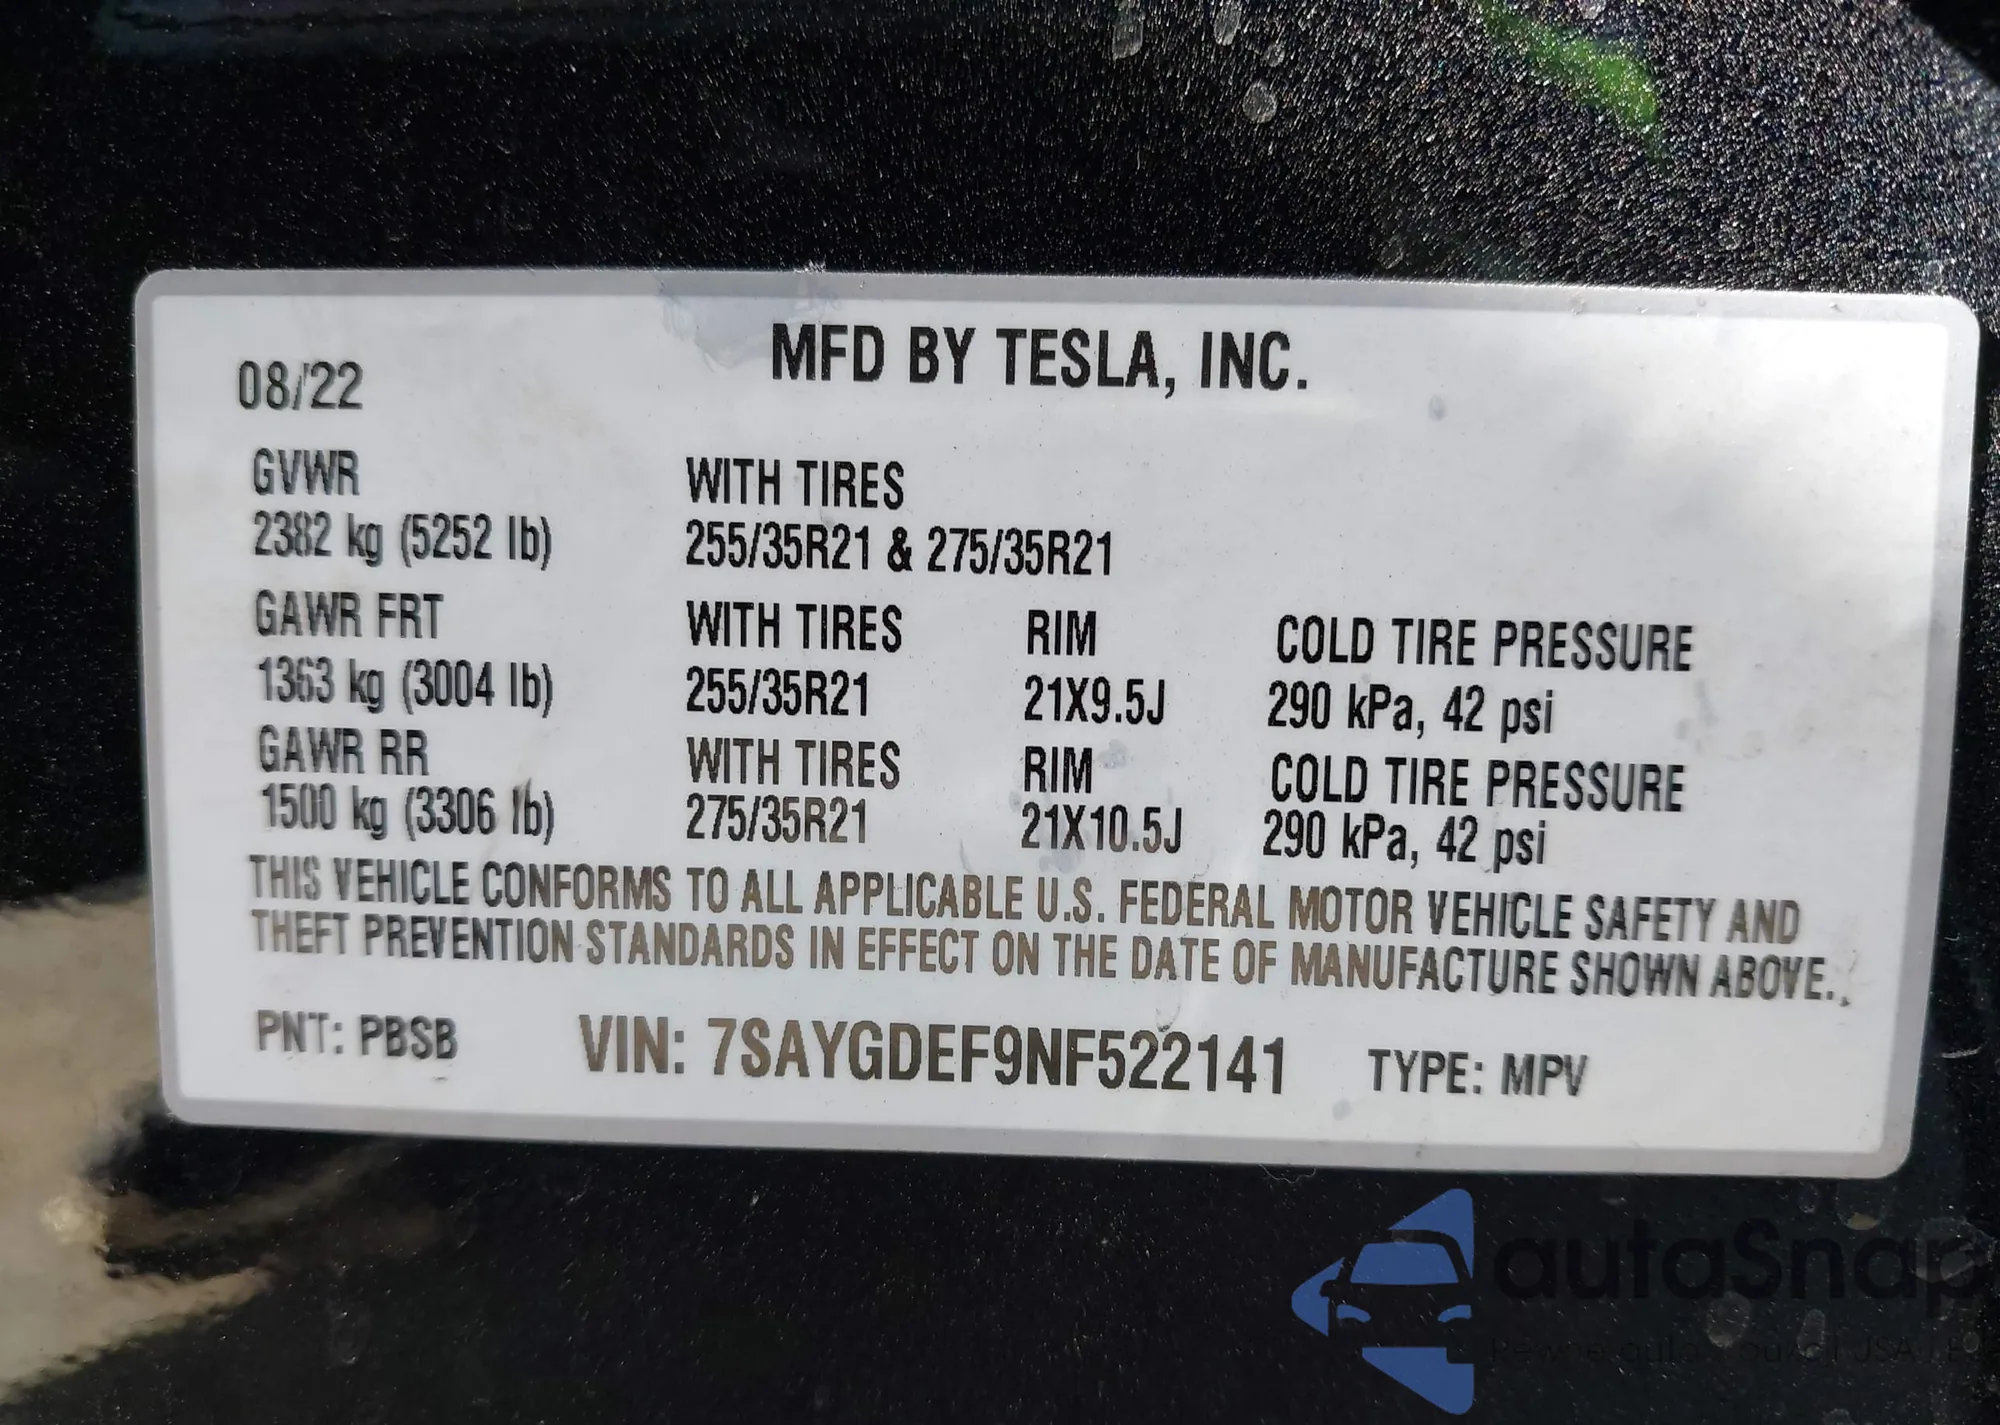 MFD BY TESLA, INC.
08/22
GVWR WITH TIRES
2382 kg (5252 lb) 255/35R21 & 275/35R21
GAWR FRT WITH TIRES RIM COLD TIRE PRESSURE
1363 kg (3004 lb) 255/35R21 21X9.5J 290 kPa, 42 psi
GAWR RR WITH TIRES RIM COLD TIRE PRESSURE
1500 kg (3306 lb) 275/35R21 21X10.5J 290 kPa, 42 psi
THIS VEHICLE CONFORMS TO ALL APPLICABLE U.S. FEDERAL MOTOR VEHICLE SAFETY AND
THEFT PREVENTION STANDARDS IN EFFECT ON THE DATE OF MANUFACTURE SHOWN ABOVE.
PNT: PBSB VIN: 7SAYGDEF9NF522141 TYPE: MPV
autaSnap